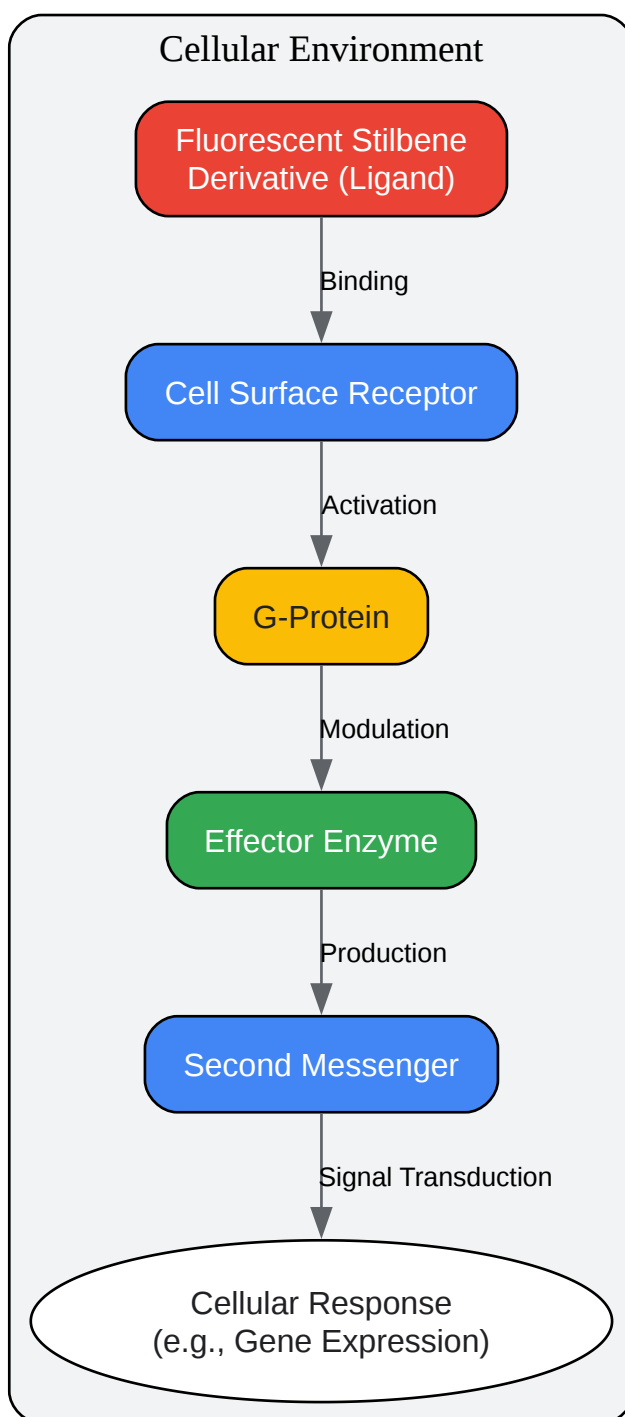 Cellular Environment
Fluorescent Stilbene
Derivative (Ligand)
Binding
Cell Surface Receptor
Activation
G-Protein
Modulation
Effector Enzyme
Production
Second Messenger
Signal Transduction
Cellular Response
(e.g., Gene Expression)